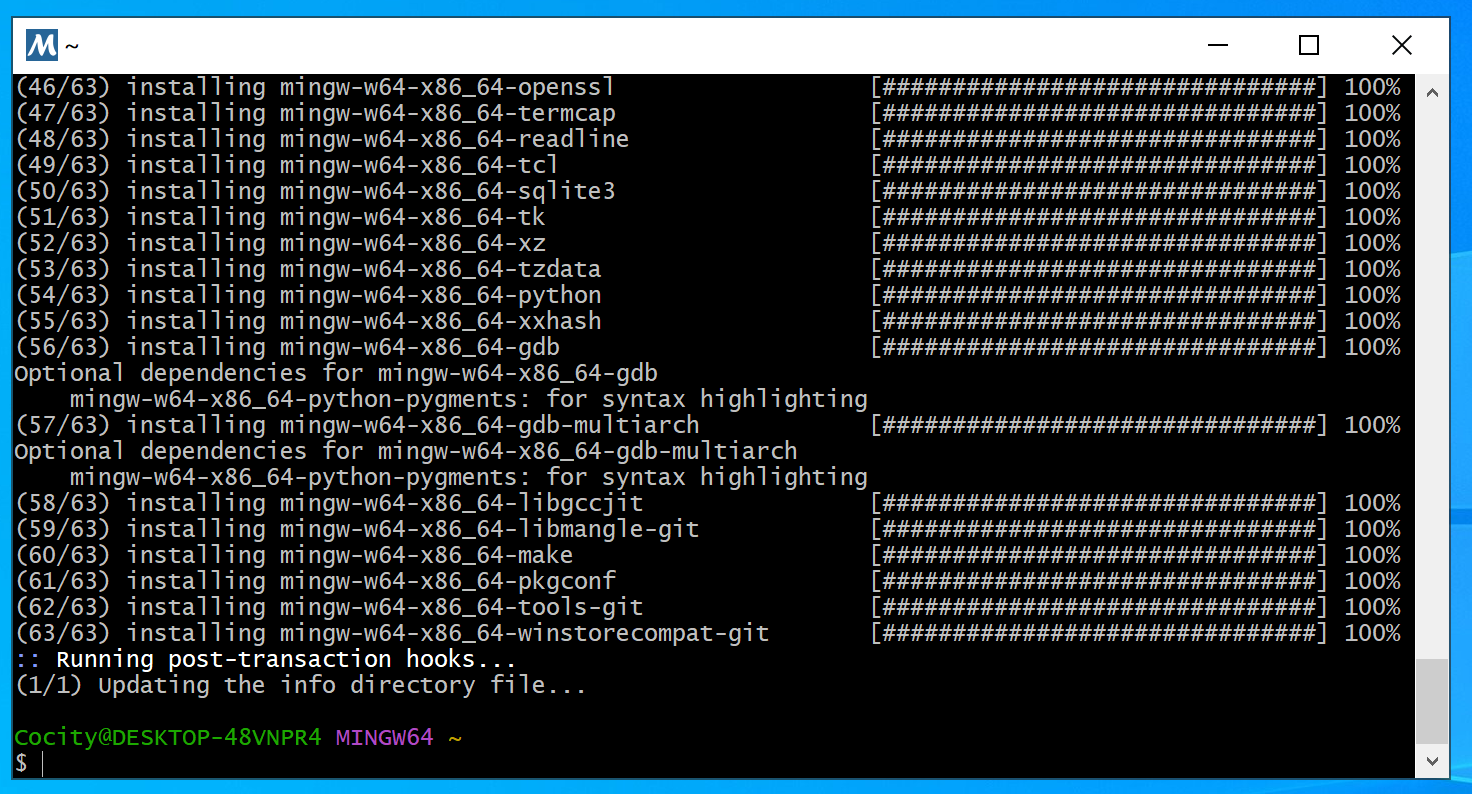 M ~
(46/63) installing mingw-w64-x86_64-openssl [###############################] 100%
(47/63) installing mingw-w64-x86_64-termcap [###############################] 100%
(48/63) installing mingw-w64-x86_64-readline [###############################] 100%
(49/63) installing mingw-w64-x86_64-tcl [###############################] 100%
(50/63) installing mingw-w64-x86_64-sqlite3 [###############################] 100%
(51/63) installing mingw-w64-x86_64-tk [###############################] 100%
(52/63) installing mingw-w64-x86_64-xz [###############################] 100%
(53/63) installing mingw-w64-x86_64-tzdata [###############################] 100%
(54/63) installing mingw-w64-x86_64-python [###############################] 100%
(55/63) installing mingw-w64-x86_64-xxhash [###############################] 100%
(56/63) installing mingw-w64-x86_64-gdb [###############################] 100%
Optional dependencies for mingw-w64-x86_64-gdb
    mingw-w64-x86_64-python-pygments: for syntax highlighting
(57/63) installing mingw-w64-x86_64-gdb-multiarch [###############################] 100%
Optional dependencies for mingw-w64-x86_64-gdb-multiarch
    mingw-w64-x86_64-python-pygments: for syntax highlighting
(58/63) installing mingw-w64-x86_64-libgccjit [###############################] 100%
(59/63) installing mingw-w64-x86_64-libmangle-git [###############################] 100%
(60/63) installing mingw-w64-x86_64-make [###############################] 100%
(61/63) installing mingw-w64-x86_64-pkgconf [###############################] 100%
(62/63) installing mingw-w64-x86_64-tools-git [###############################] 100%
(63/63) installing mingw-w64-x86_64-winstorecompat-git [###############################] 100%
:: Running post-transaction hooks...
(1/1) Updating the info directory file...
Cocity@DESKTOP-48VNPR4 MINGW64 ~
$